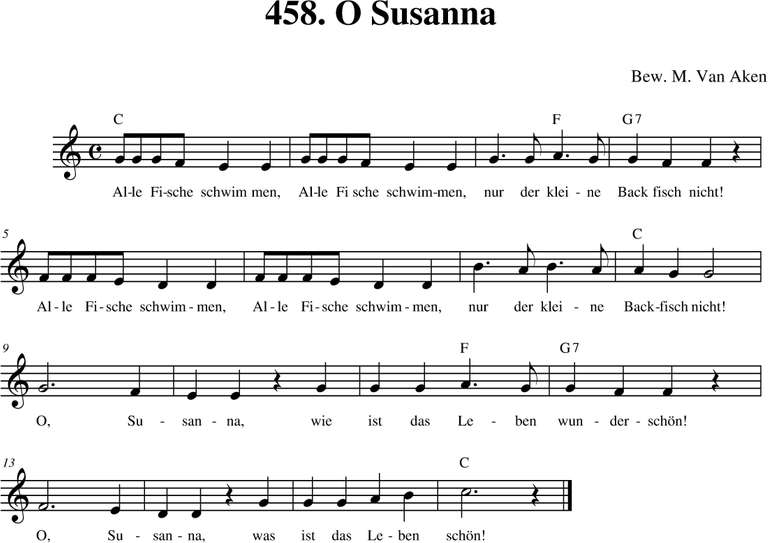 458. O Susanna
Bew. M. Van Aken
C F G7
Al-le Fi-sche schwim men, Al-le Fi sche schwim-men, nur der klei - ne Back fisch nicht!
5 C
Al - le Fi - sche schwim - men, Al - le Fi - sche schwim - men, nur der klei - ne Back-fisch nicht!
9 F G7
O, Su - san - na, wie ist das Le - ben wun - der - schön!
13 C
O, Su - san - na, was ist das Le - ben schön!